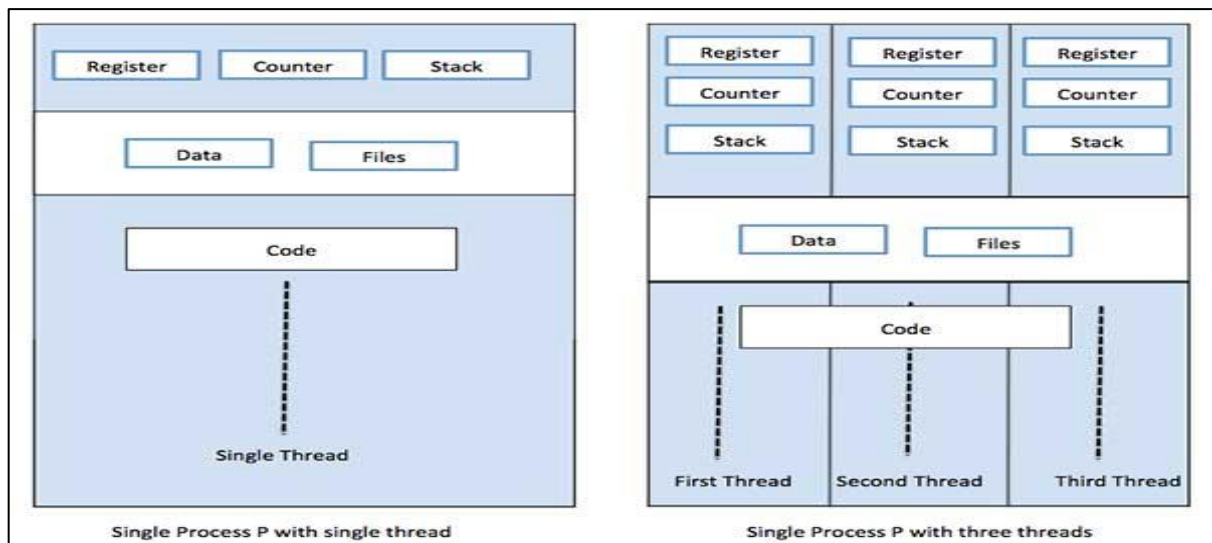 Register Counter Stack
Data Files
Code
Single Thread
Single Process P with single thread
Register Register Register
Counter Counter Counter
Stack Stack Stack
Data Files
Code
First Thread Second Thread Third Thread
Single Process P with three threads